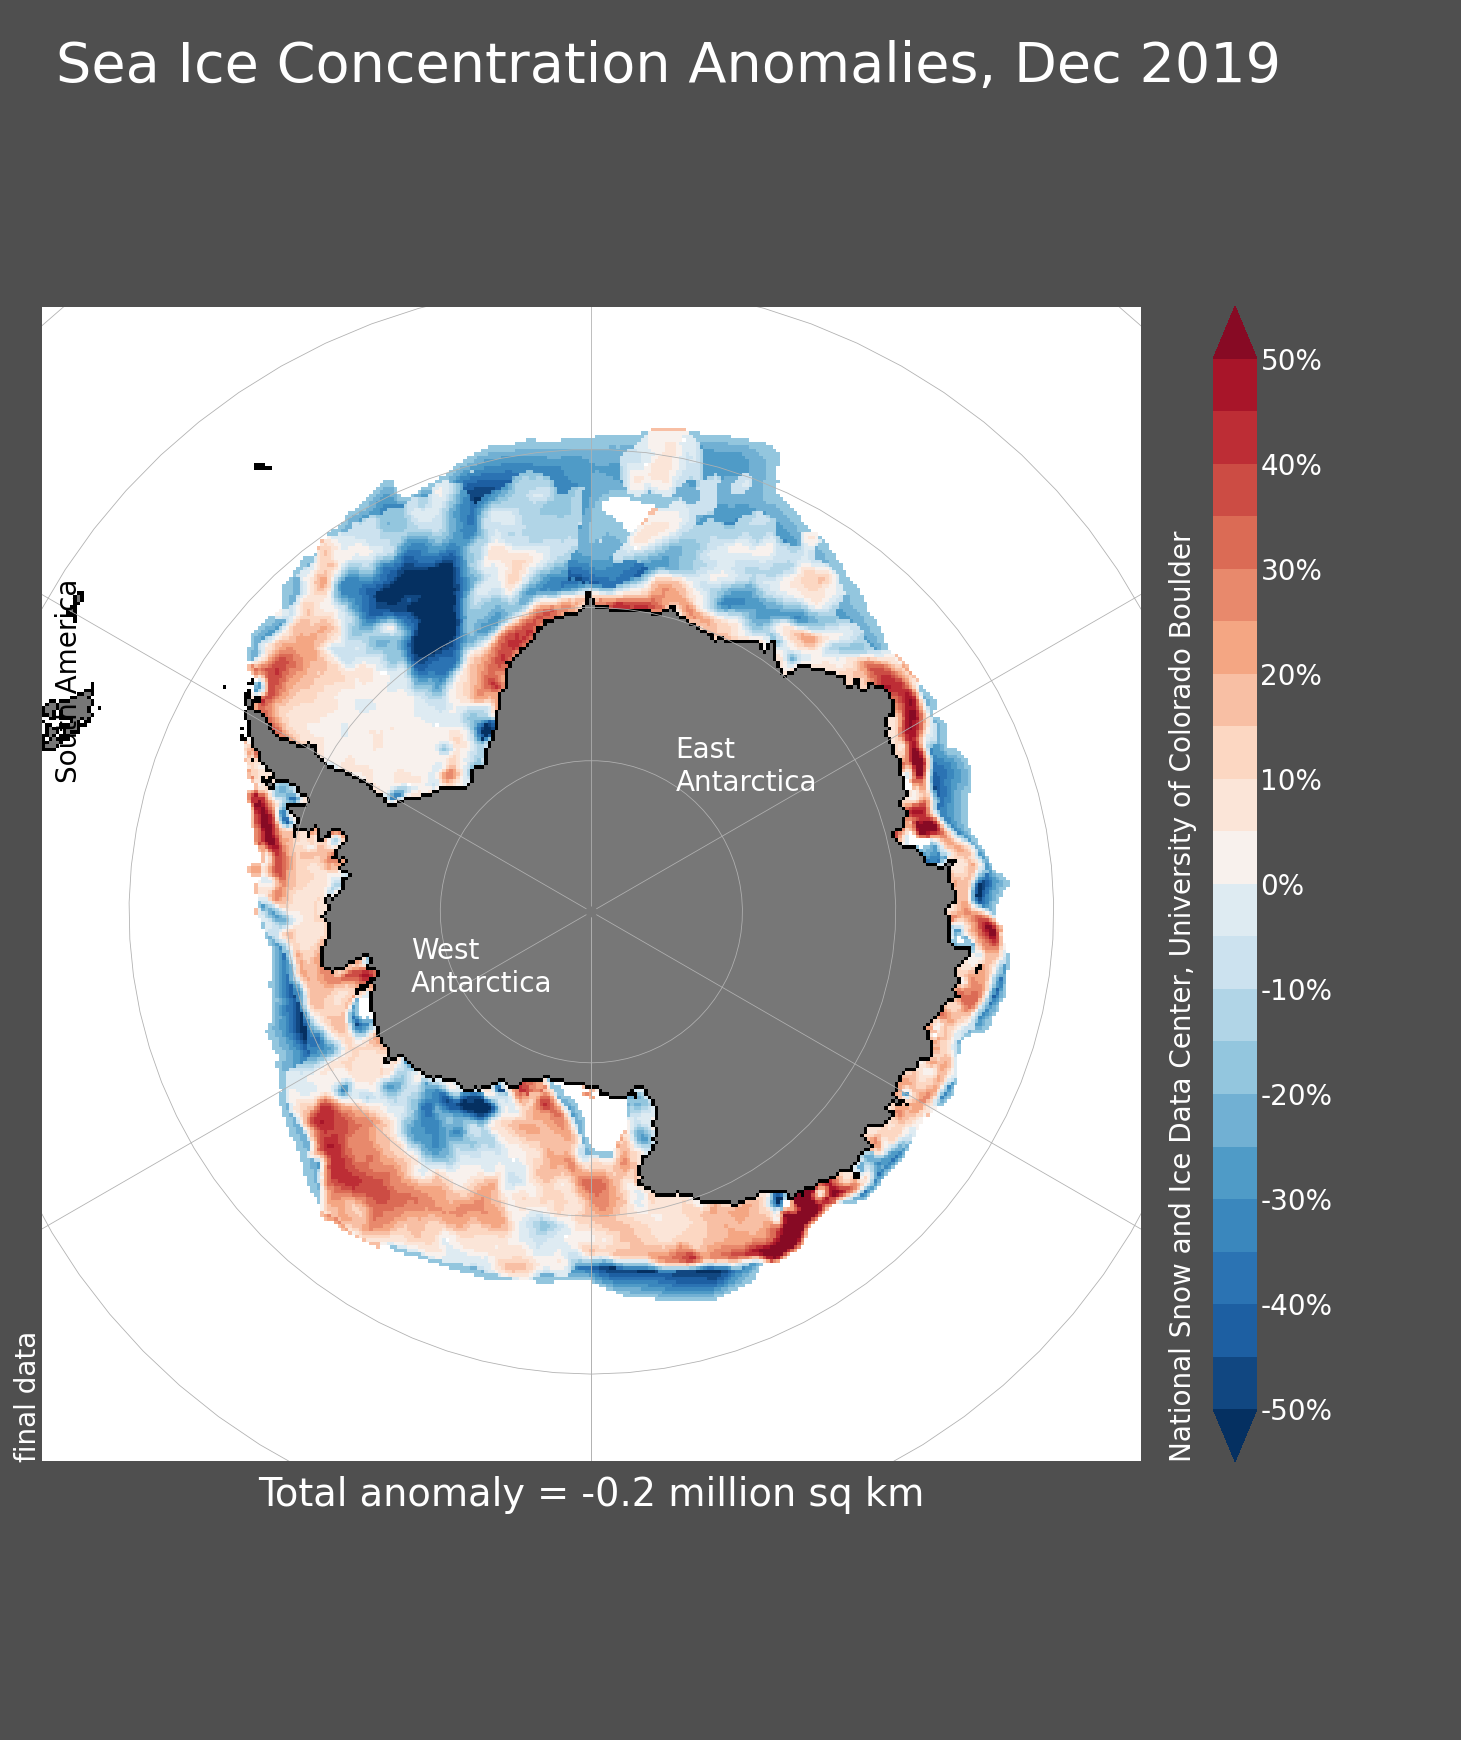 Sea Ice Concentration Anomalies, Dec 2019
South America
East
Antarctica
West
Antarctica
final data
National Snow and Ice Data Center, University of Colorado Boulder
50%
40%
30%
20%
10%
0%
-10%
-20%
-30%
-40%
-50%
Total anomaly = -0.2 million sq km